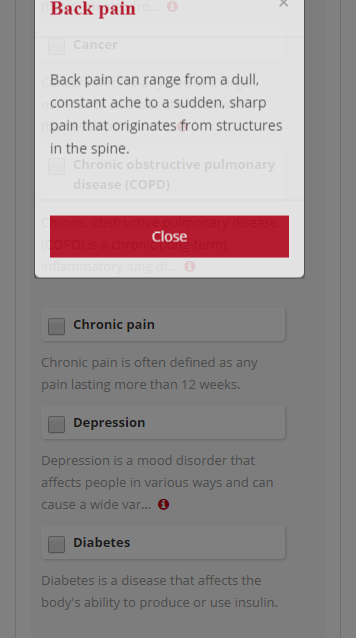 Back pain
×
Cancer
Back pain can range from a dull,
constant ache to a sudden, sharp
pain that originates from structures
in the spine.
Chronic obstructive pulmonary
disease (COPD)
Chronic obstructive pulmonary disease
(COPD) is a chronic (long-term)
inflammatory lung di...
Close
Chronic pain
Chronic pain is often defined as any
pain lasting more than 12 weeks.
Depression
Depression is a mood disorder that
affects people in various ways and can
cause a wide var...
Diabetes
Diabetes is a disease that affects the
body's ability to produce or use insulin.